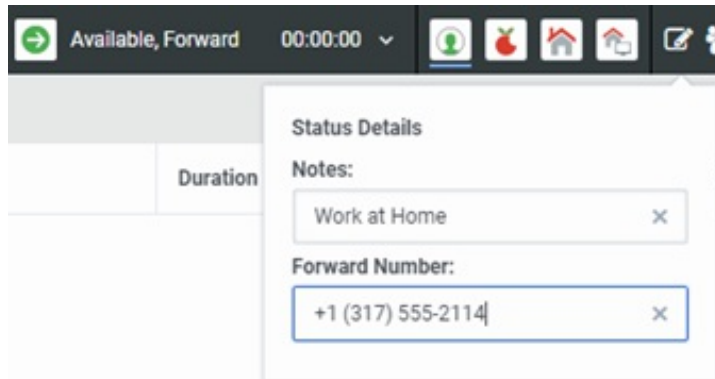 Available, Forward 00:00:00
Status Details
Notes:
Duration
Work at Home
Forward Number:
+1 (317) 555-2114